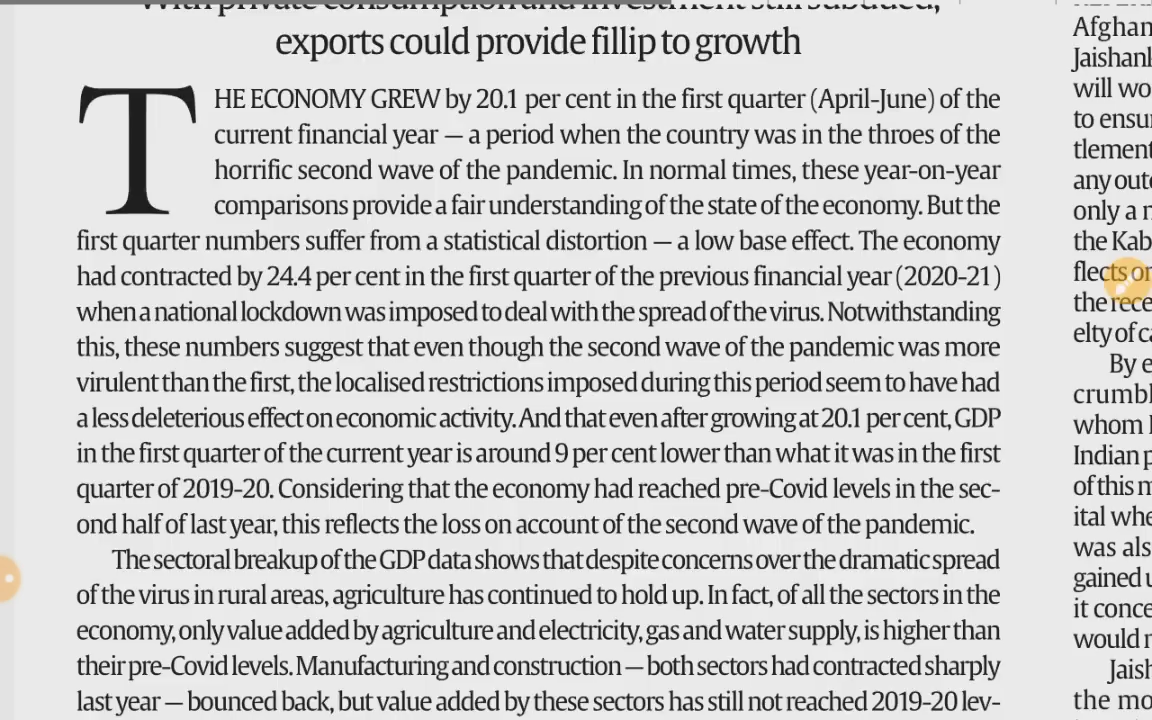 With private consumption and investment still subdued,
exports could provide fillip to growth
THE ECONOMY GREW by 20.1 per cent in the first quarter (April-June) of the
current financial year — a period when the country was in the throes of the
horrific second wave of the pandemic. In normal times, these year-on-year
comparisons provide a fair understanding of the state of the economy. But the
first quarter numbers suffer from a statistical distortion — a low base effect. The economy
had contracted by 24.4 per cent in the first quarter of the previous financial year (2020-21)
when a national lockdown was imposed to deal with the spread of the virus. Notwithstanding
this, these numbers suggest that even though the second wave of the pandemic was more
virulent than the first, the localised restrictions imposed during this period seem to have had
a less deleterious effect on economic activity. And that even after growing at 20.1 per cent, GDP
in the first quarter of the current year is around 9 per cent lower than what it was in the first
quarter of 2019-20. Considering that the economy had reached pre-Covid levels in the sec-
ond half of last year, this reflects the loss on account of the second wave of the pandemic.
The sectoral breakup of the GDP data shows that despite concerns over the dramatic spread
of the virus in rural areas, agriculture has continued to hold up. In fact, of all the sectors in the
economy, only value added by agriculture and electricity, gas and water supply, is higher than
their pre-Covid levels. Manufacturing and construction — both sectors had contracted sharply
last year — bounced back, but value added by these sectors has still not reached 2019-20 lev-
Afghan
Jaishank
will wo
to ensur
tlement
any outc
only a n
the Kab
flects on
the rece
elty of ca
By e
crumbl
whom I
Indian p
of this m
ital whe
was als
gained u
it conce
would n
Jaish
the mo